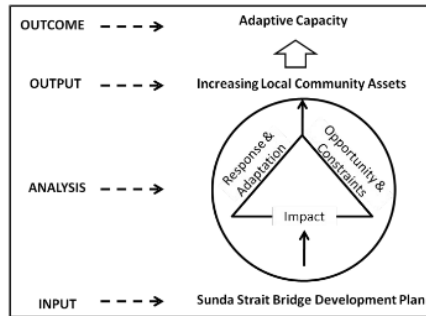 OUTCOME Adaptive Capacity
OUTPUT Increasing Local Community Assets
Response &
Adaptation
Opportunity &
Constraints
ANALYSIS
Impact
INPUT Sunda Strait Bridge Development Plan